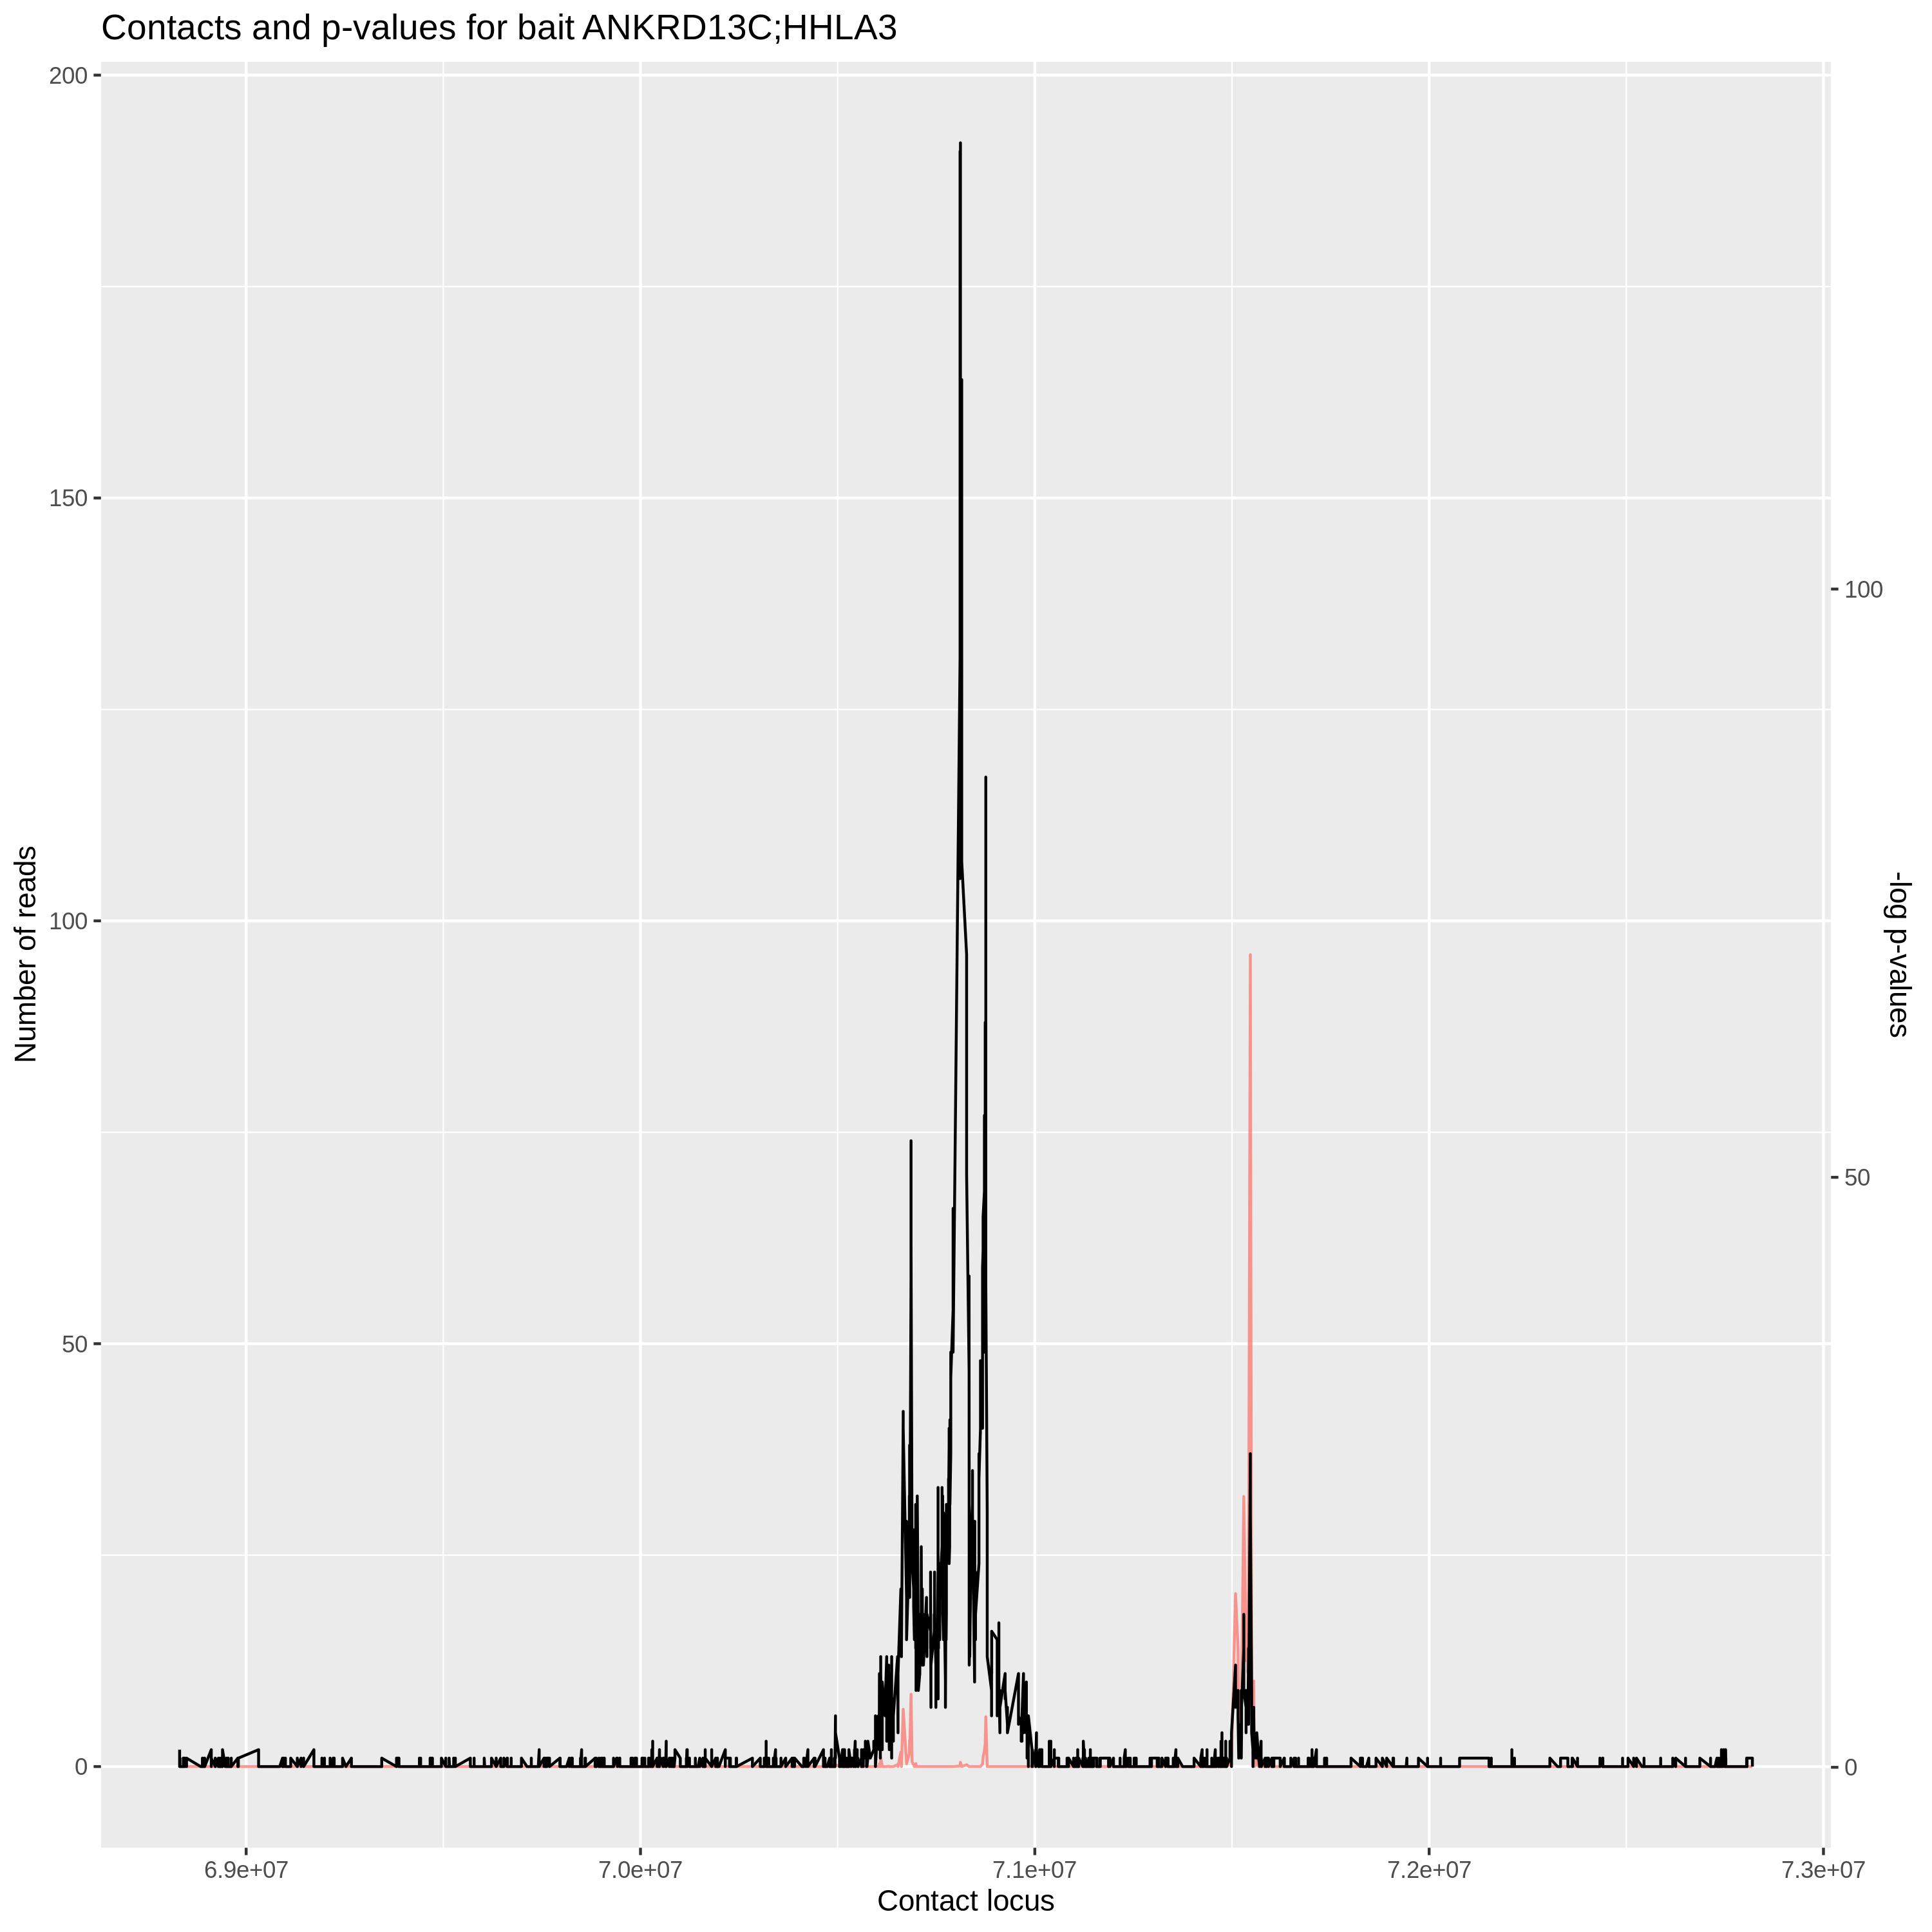 Contacts and p-values for bait ANKRD13C;HHLA3
200
150
100
50
0
Number of reads
100
50
0
-log p-values
6.9e+07 7.0e+07 7.1e+07 7.2e+07 7.3e+07
Contact locus